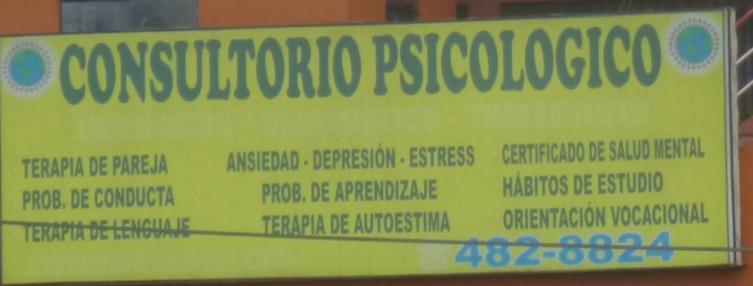 CONSULTORIO PSICOLOGICO
TERAPIA DE PAREJA
PROB. DE CONDUCTA
TERAPIA DE LENGUAJE
ANSIEDAD - DEPRESIÓN - ESTRESS
PROB. DE APRENDIZAJE
TERAPIA DE AUTOESTIMA
CERTIFICADO DE SALUD MENTAL
HÁBITOS DE ESTUDIO
ORIENTACIÓN VOCACIONAL
482-8824